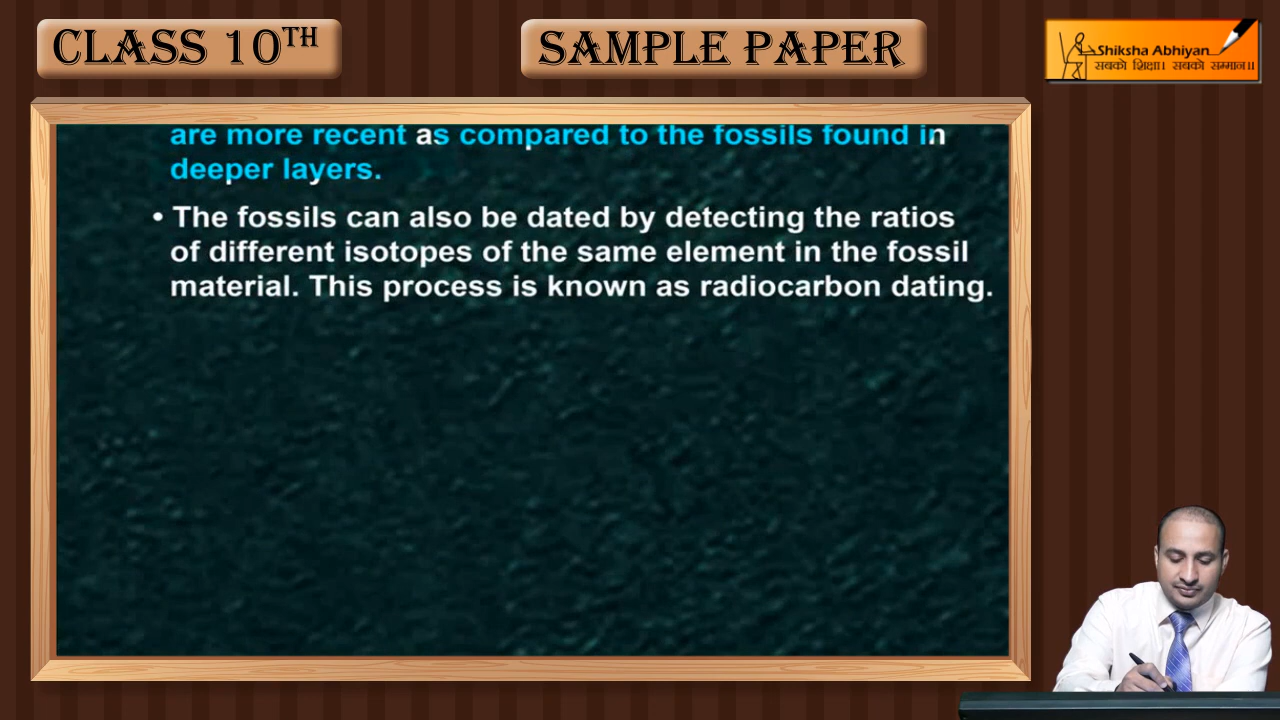 CLASS 10TH
SAMPLE PAPER
Shiksha Abhiyan
सबको शिक्षा। सबको सम्मान॥
are more recent as compared to the fossils found in
deeper layers.
• The fossils can also be dated by detecting the ratios
of different isotopes of the same element in the fossil
material. This process is known as radiocarbon dating.